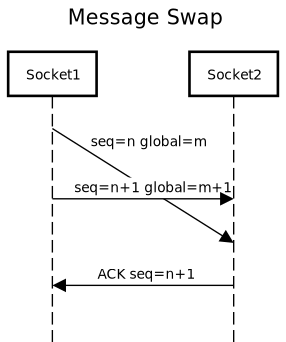 Message Swap
Socket1
Socket2
seq=n global=m
seq=n+1 global=m+1
ACK seq=n+1